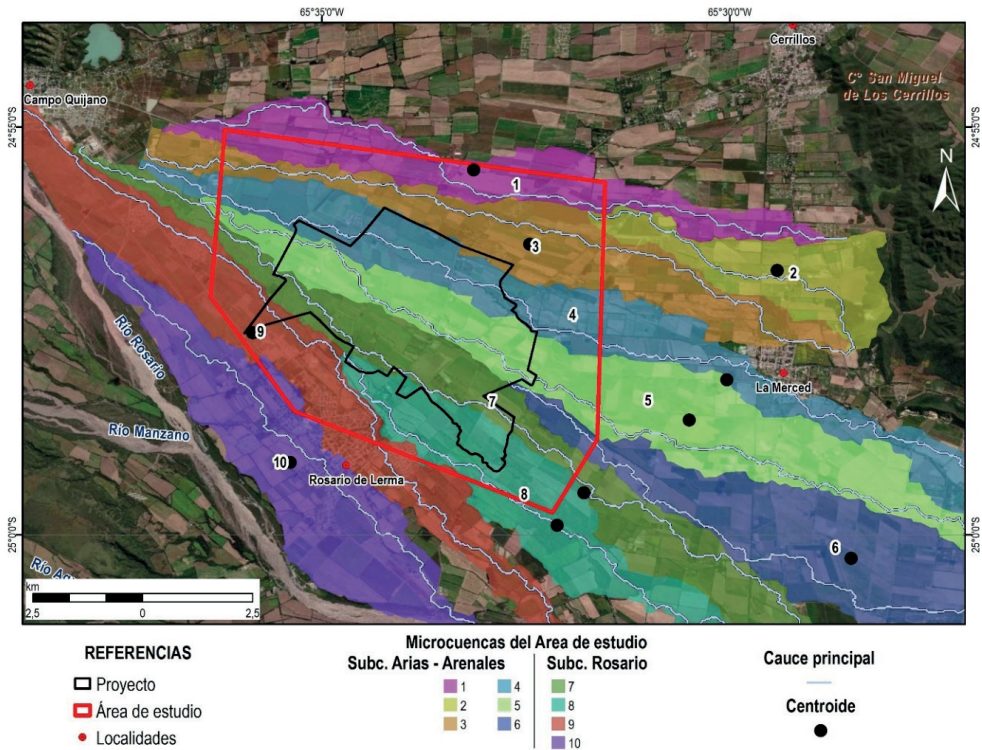 65°35'0"W
65°30'0"W
Cerrillos
C° San Miguel
de Los Cerrillos
Campo Quijano
24°55'0"S
24°55'0"S
N
1
2
3
4
Río Rosario
9
La Merced
5
7
Río Manzano
10
Rosario de Lerma
8
25°0'0"S
25°0'0"S
6
Río
km
2,5
0
2,5
REFERENCIAS
Proyecto
Área de estudio
Localidades
Microcuencas del Area de estudio
Subc. Arias - Arenales
Subc. Rosario
1
2
3
4
5
6
7
8
9
10
Cauce principal
Centroide